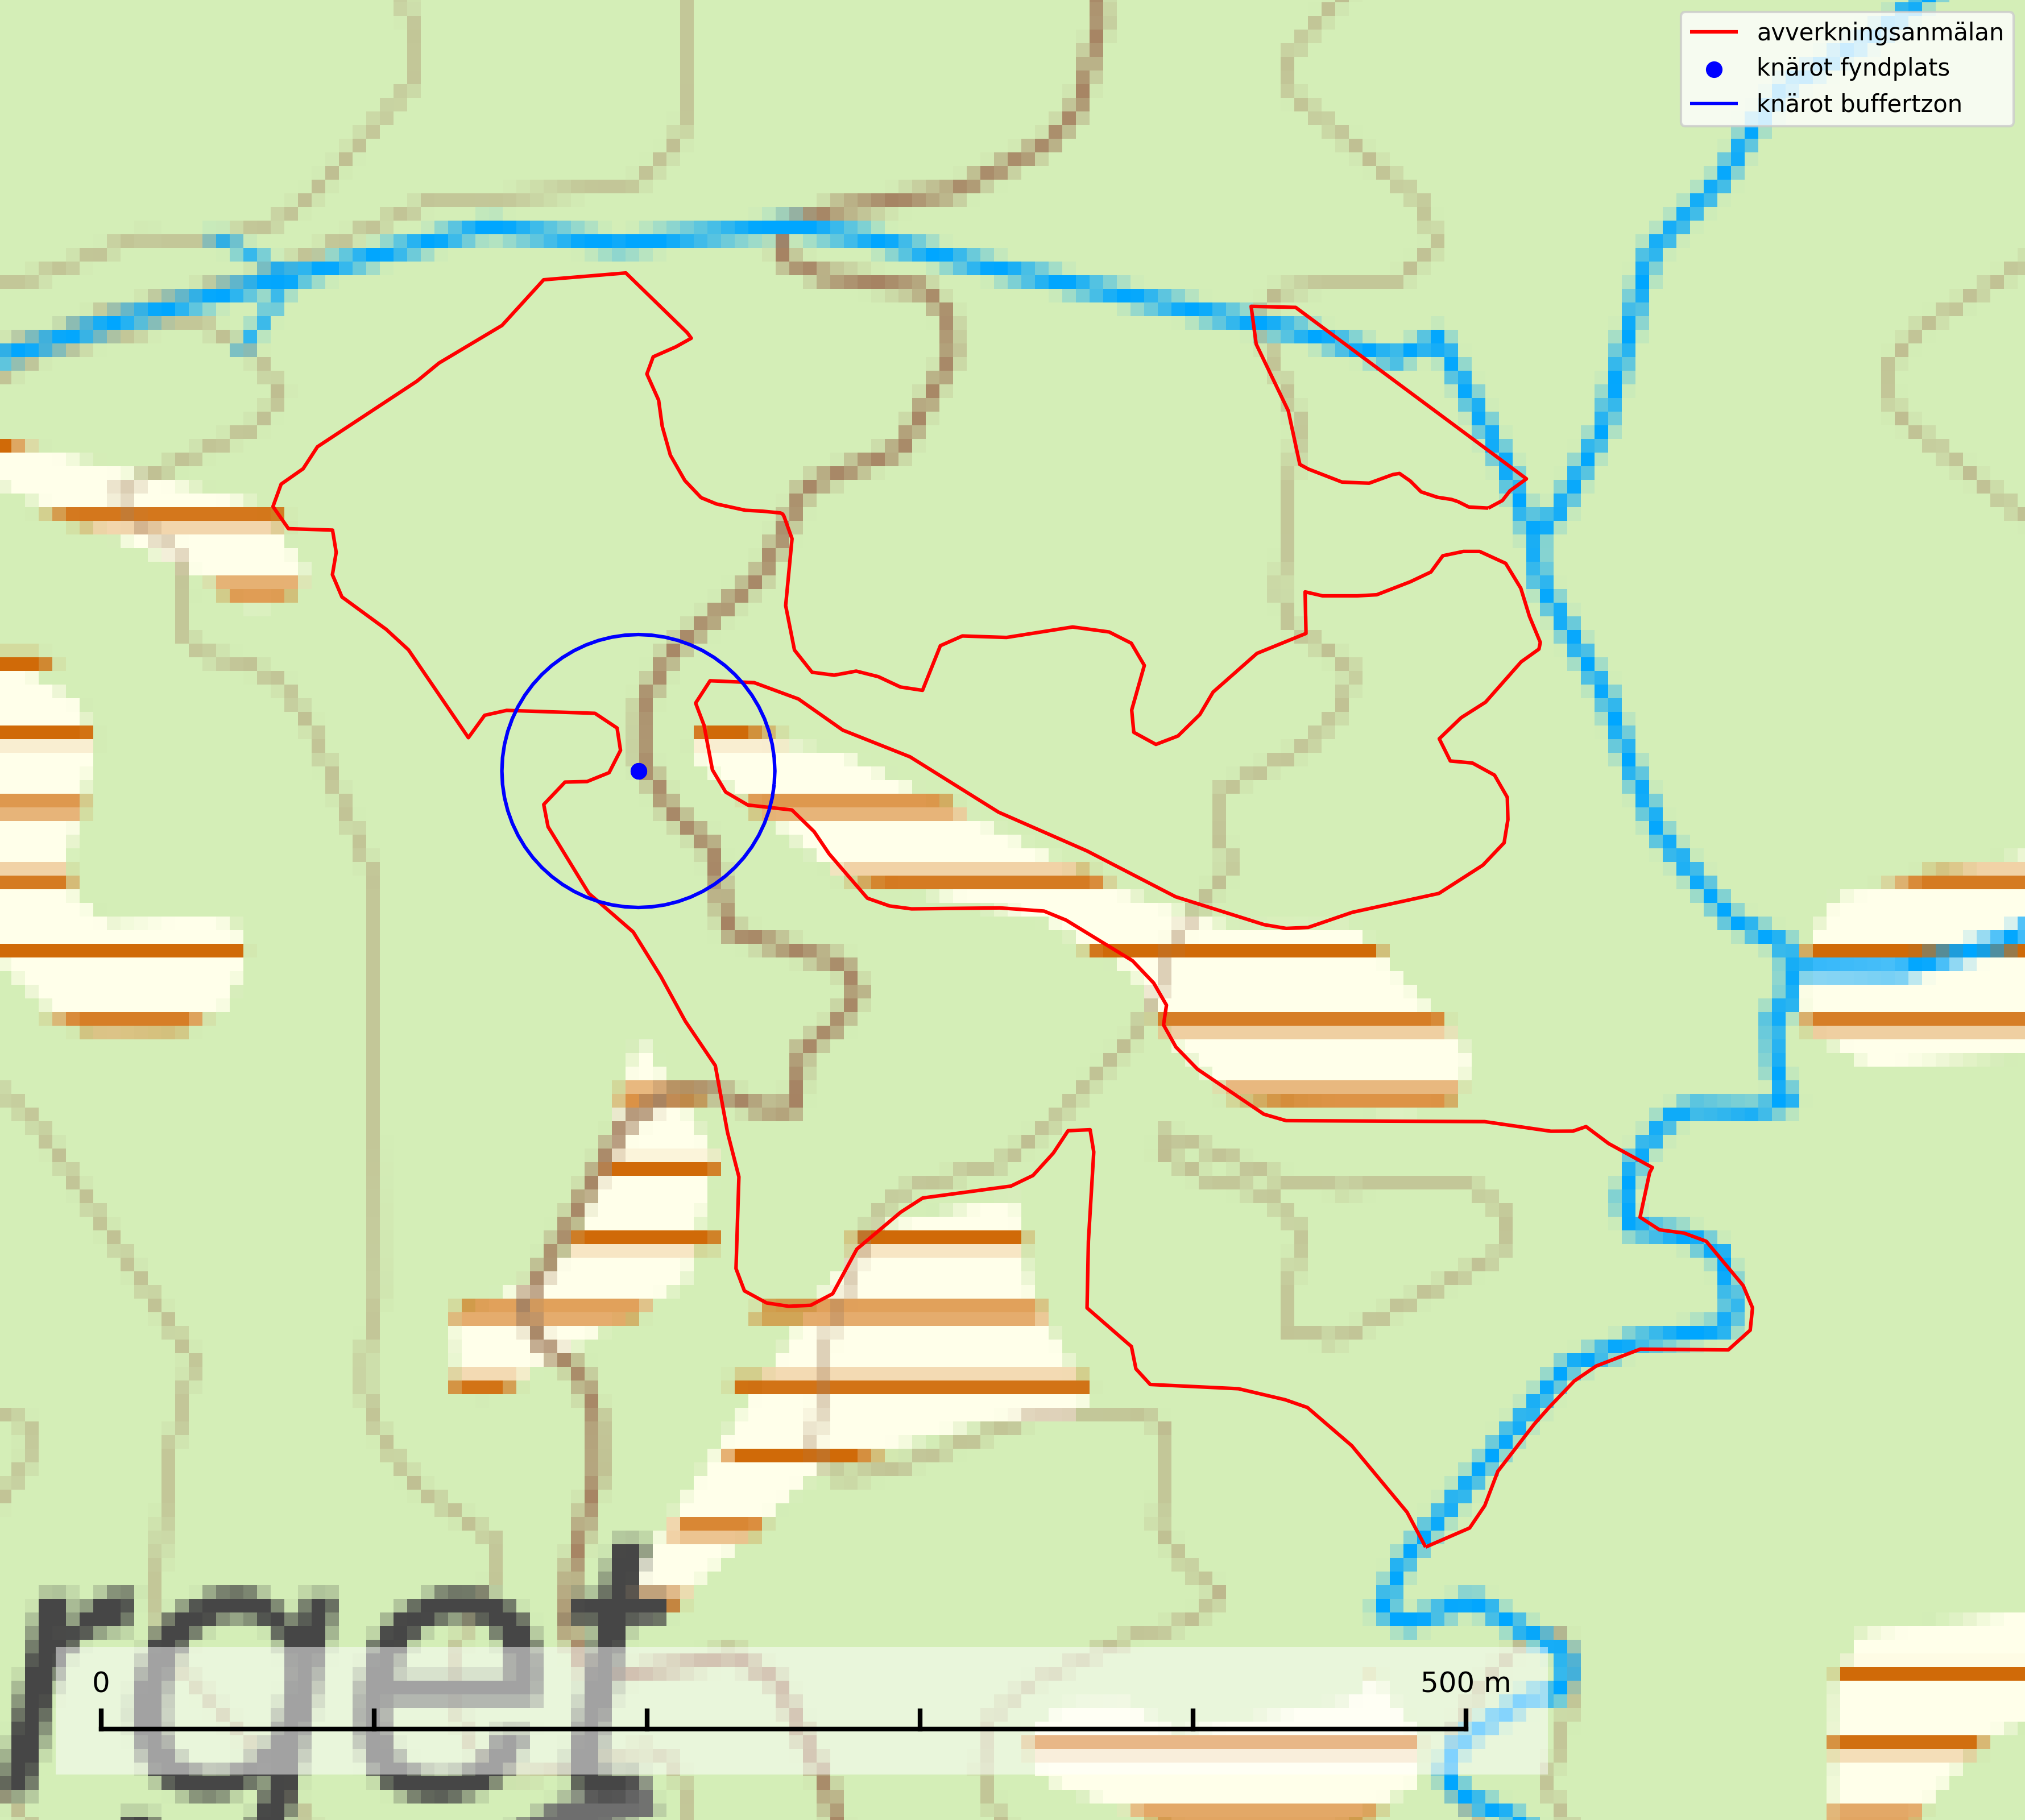 avverkningsanmälan
knärot fyndplats
knärot buffertzon
rget
0 500 m